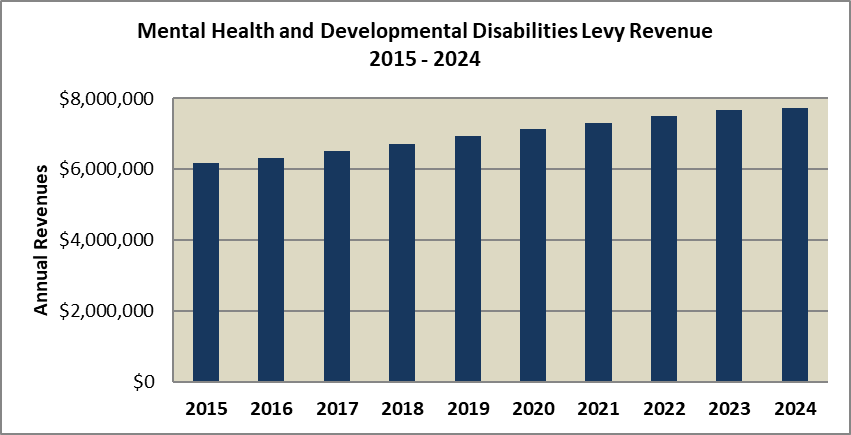 Mental Health and Developmental Disabilities Levy Revenue
2015 - 2024
Annual Revenues
$8,000,000
$6,000,000
$4,000,000
$2,000,000
$0
2015 2016 2017 2018 2019 2020 2021 2022 2023 2024